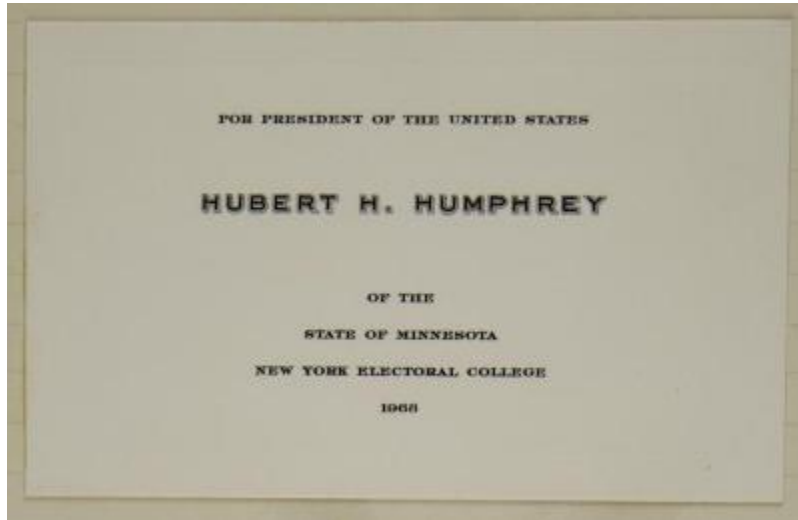 FOR PRESIDENT OF THE UNITED STATES
HUBERT H. HUMPHREY
OF THE
STATE OF MINNESOTA
NEW YORK ELECTORAL COLLEGE
1968